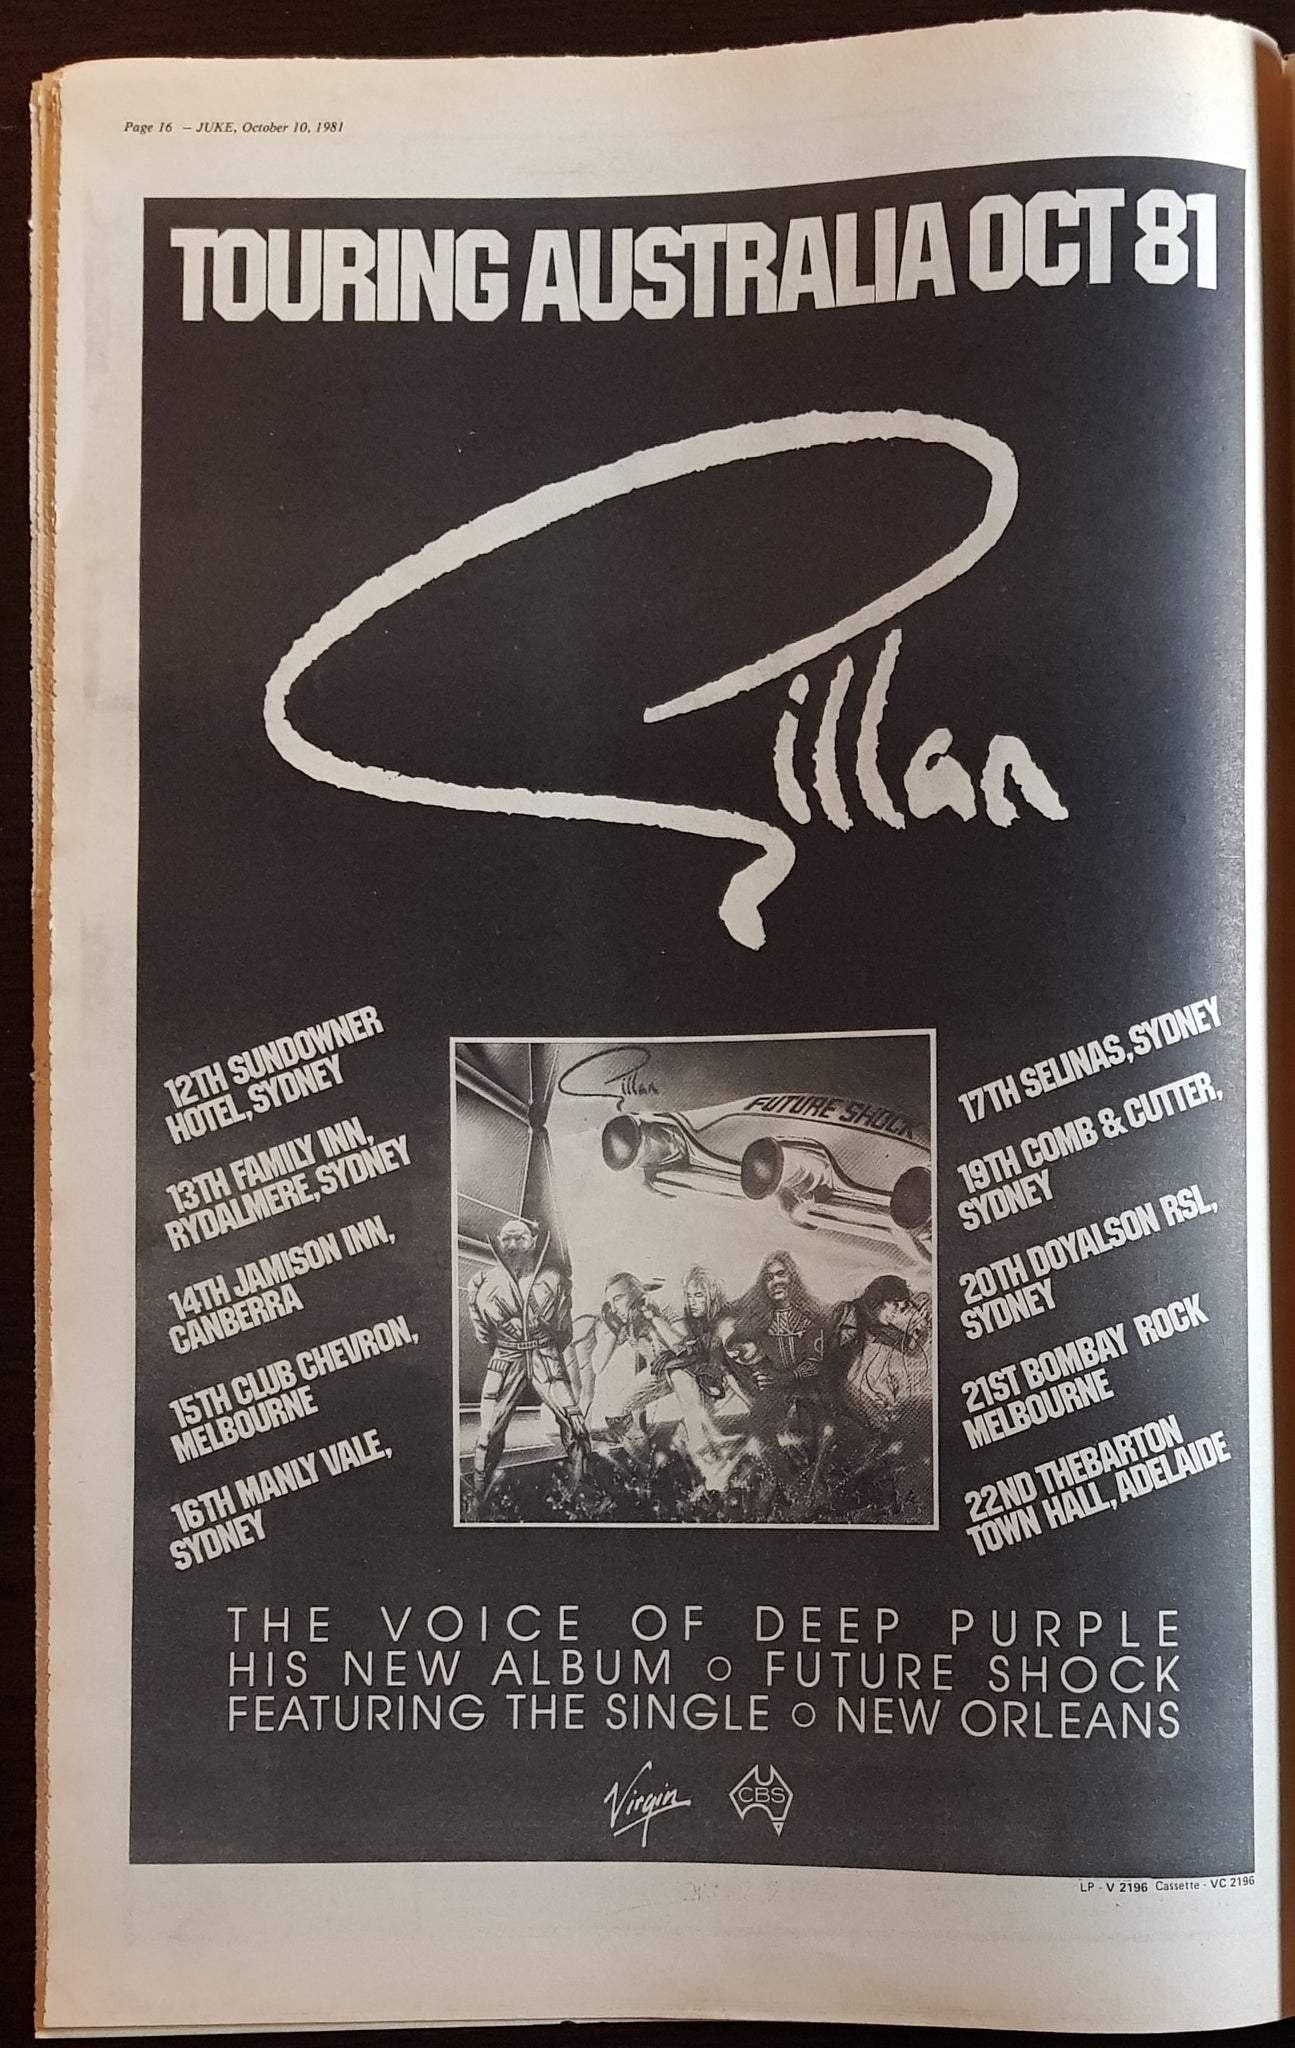 Page 16 – JUKE, October 10, 1981
TOURING AUSTRALIA OCT 81
Gillan
12TH SUNDOWNER
HOTEL, SYDNEY
13TH FAMILY INN,
RYDALMERE, SYDNEY
14TH JAMISON INN,
CANBERRA
15TH CLUB CHEVRON,
MELBOURNE
16TH MANLY VALE,
SYDNEY
Gillan
FUTURE SHOCK
17TH SELINAS, SYDNEY
19TH COMB & CUTTER,
SYDNEY
20TH DOYALSON RSL,
SYDNEY
21ST BOMBAY ROCK
MELBOURNE
22ND THEBARTON
TOWN HALL, ADELAIDE
THE VOICE OF DEEP PURPLE
HIS NEW ALBUM o FUTURE SHOCK
FEATURING THE SINGLE o NEW ORLEANS
Virgin
CBS
LP - V 2196 Cassette - VC 2196